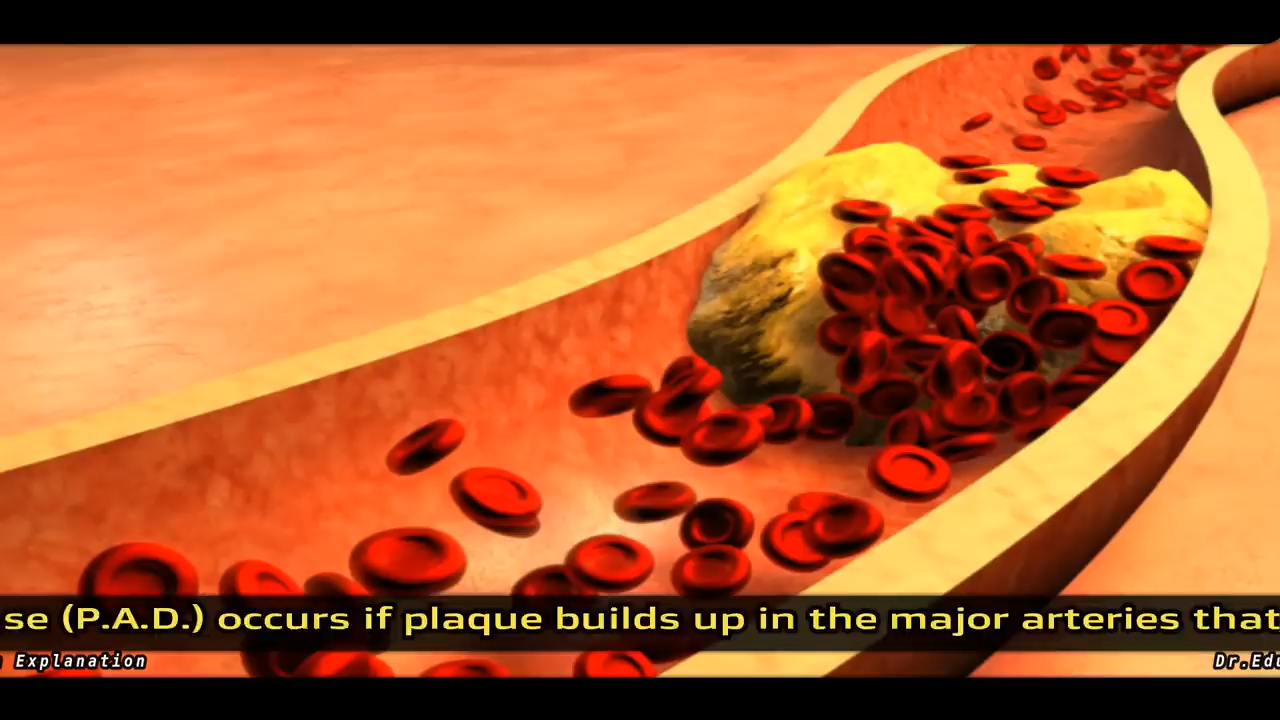 se (P.A.D.) occurs if plaque builds up in the major arteries that
Explanation
Dr.Edu